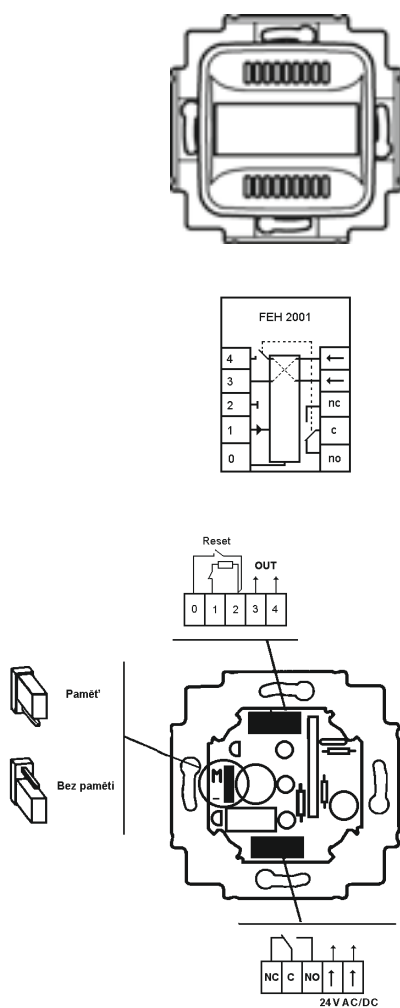 FEH 2001
4
3
2 nc
1 c
0 no
Reset
OUT
0 1 2 3 4
Paměť
Bez paměti
M
–
NC C NO
24V AC/DC